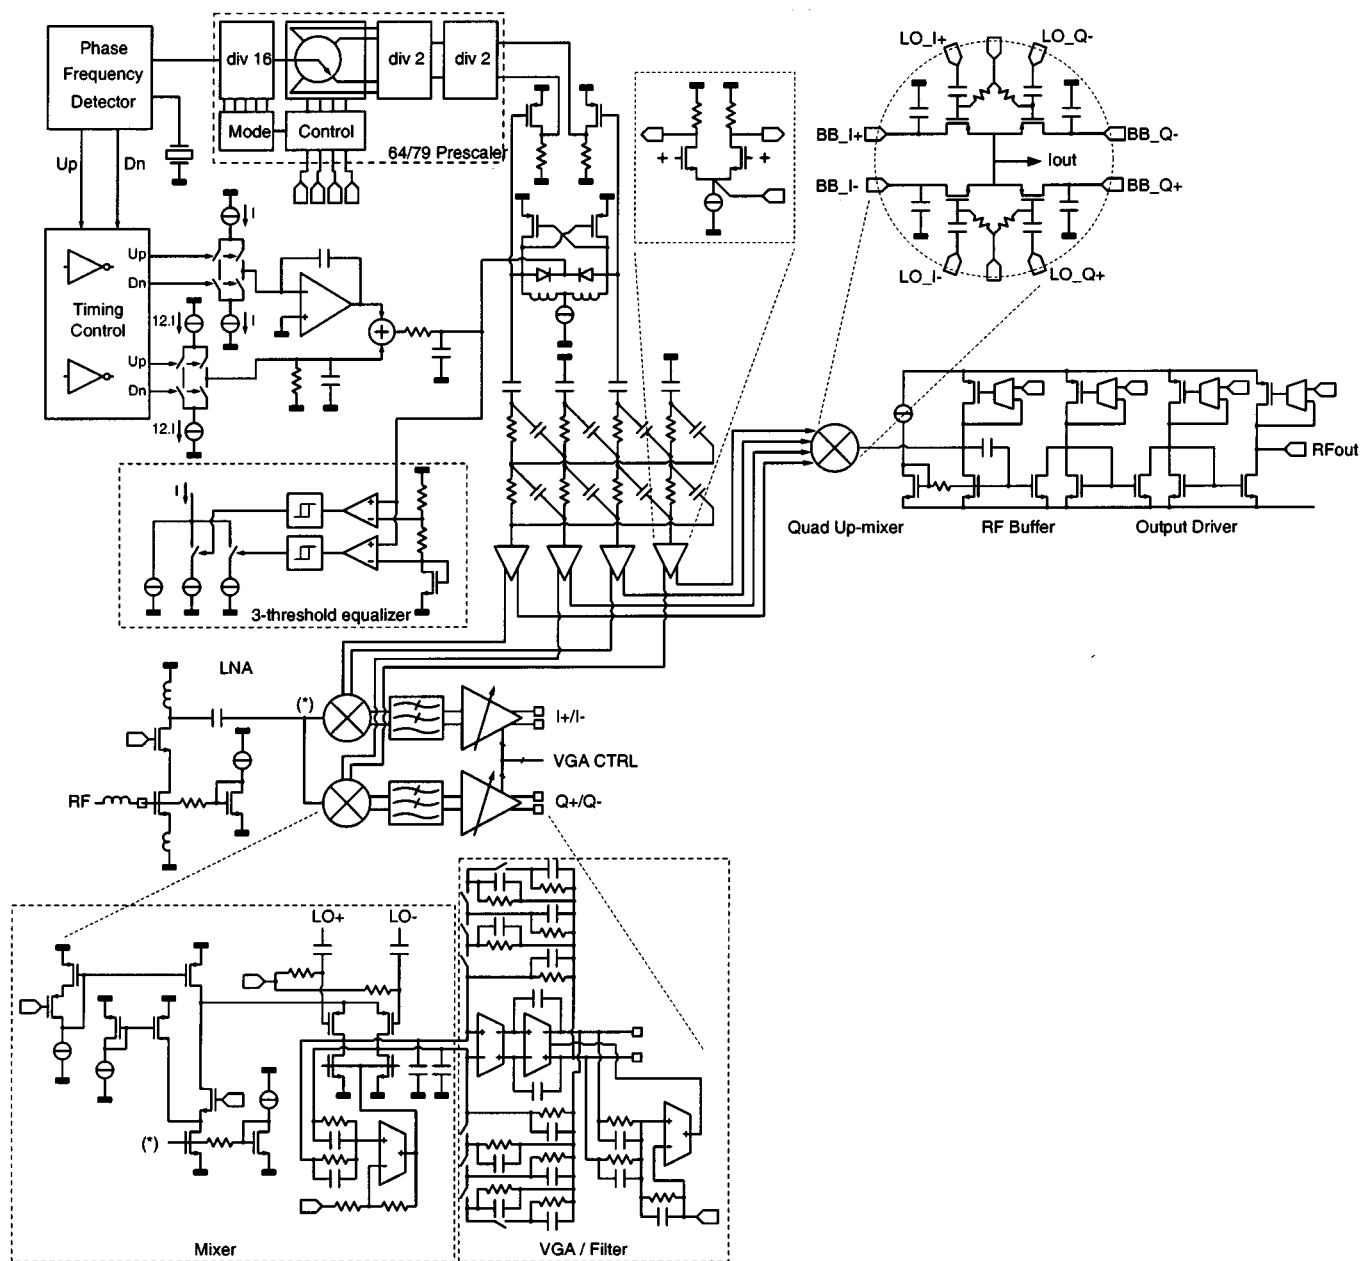 Phase
Frequency
Detector
div 16
div 2
div 2
Mode
Control
64/79 Prescaler
Up
Dn
LO_I+
LO_Q-
BB_I+
BB_Q-
Iout
BB_I-
BB_Q+
LO_I-
LO_Q+
+
+
I
Up
Dn
Timing
Control
12.I
I
Up
Dn
12.I
I
3-threshold equalizer
RFout
Quad Up-mixer
RF Buffer
Output Driver
LNA
(*)
I+/I-
VGA CTRL
RF
Q+/Q-
LO+
LO-
(*)
Mixer
VGA / Filter